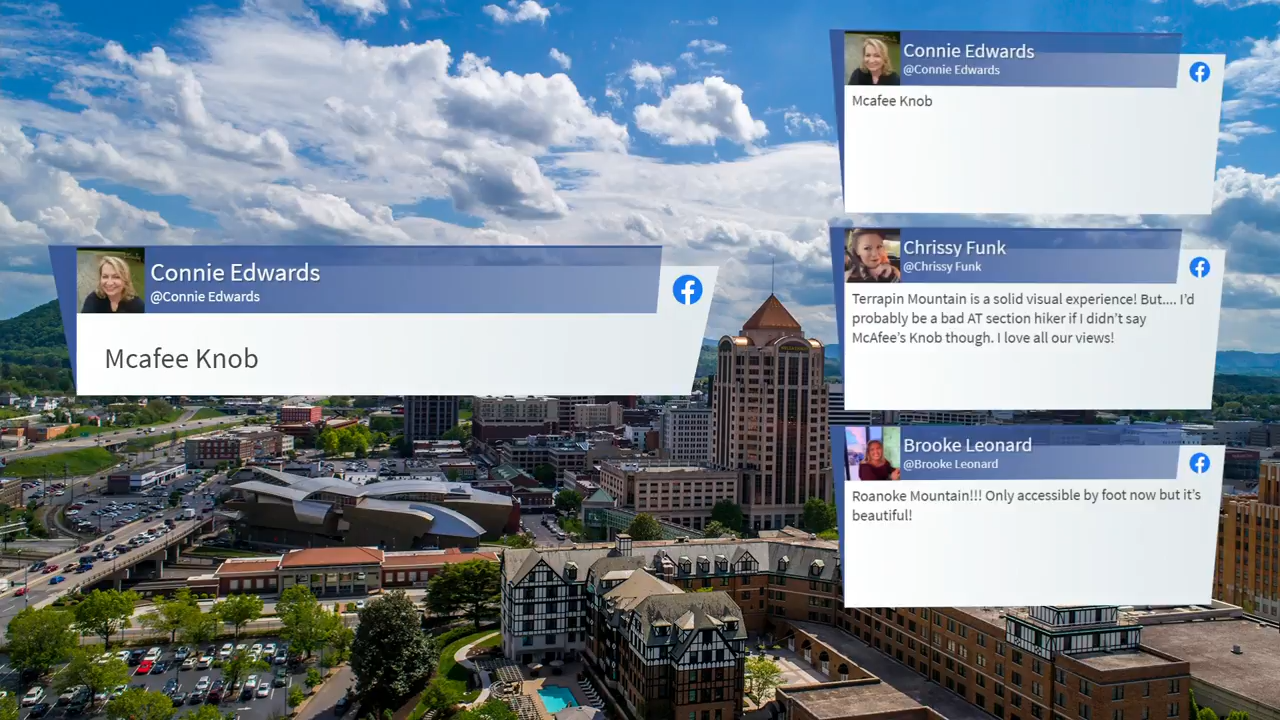 Connie Edwards
@Connie Edwards
Mcafee Knob
Connie Edwards
@Connie Edwards
Mcafee Knob
Chrissy Funk
@Chrissy Funk
Terrapin Mountain is a solid visual experience! But.... I'd
probably be a bad AT section hiker if I didn't say
McAfee's Knob though. I love all our views!
Brooke Leonard
@Brooke Leonard
Roanoke Mountain!!! Only accessible by foot now but it's
beautiful!